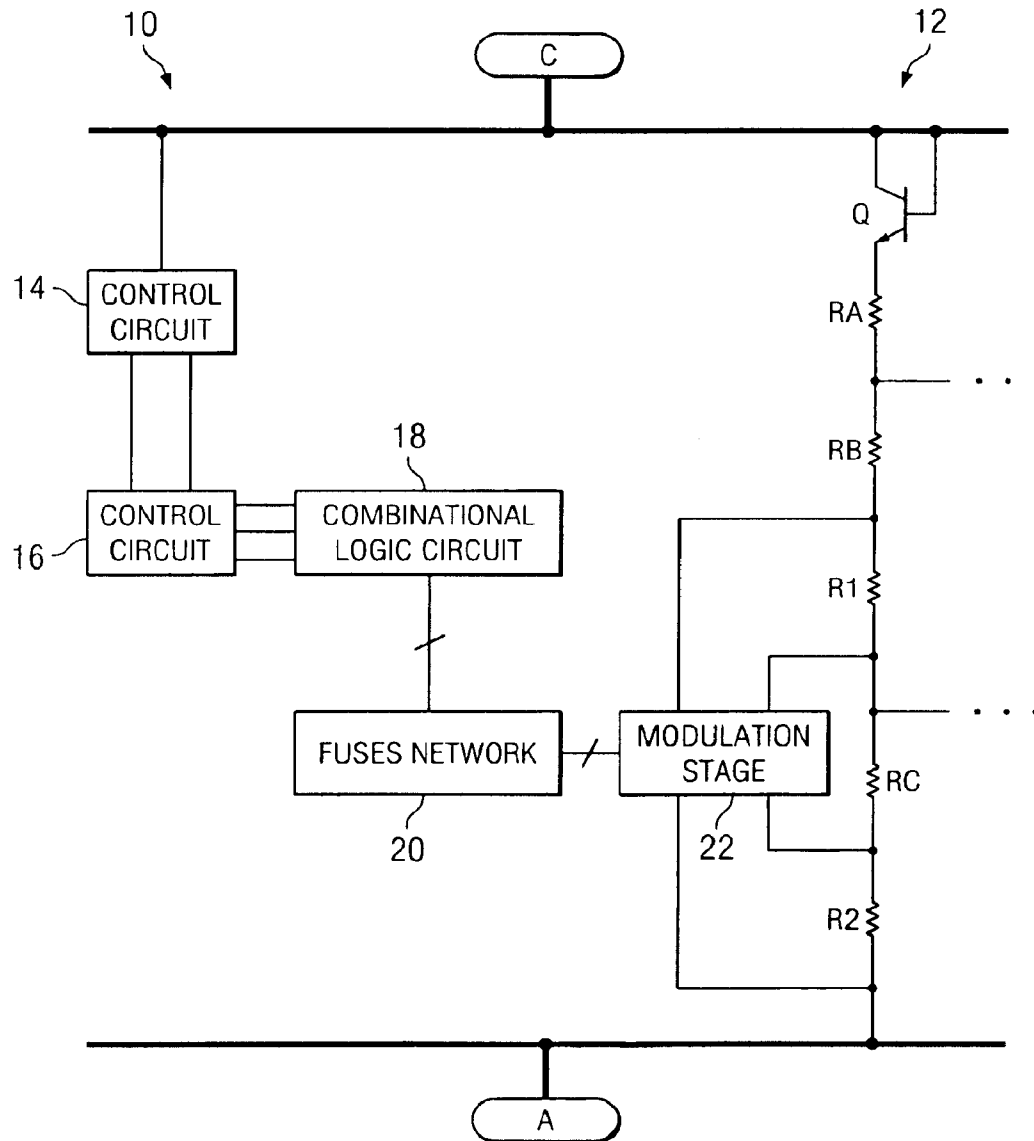 10
C
12
Q
14
CONTROL
CIRCUIT
RA
RB
18
16
CONTROL
CIRCUIT
COMBINATIONAL
LOGIC CIRCUIT
R1
FUSES NETWORK
20
MODULATION
STAGE
22
RC
R2
A